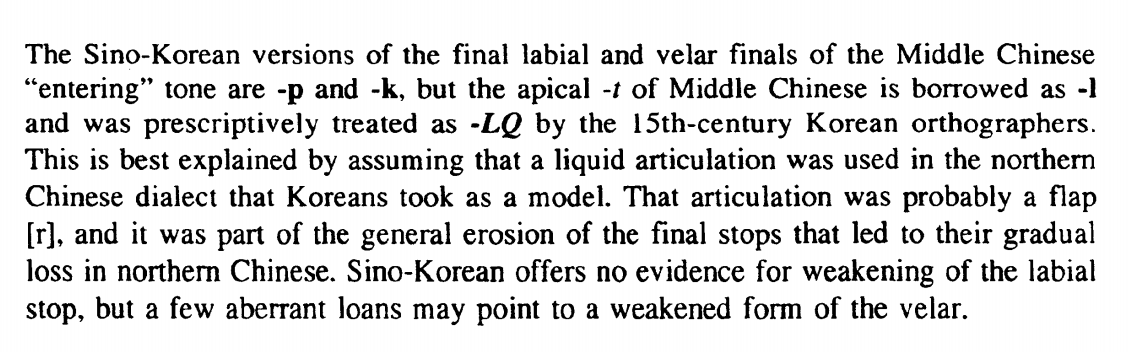 The Sino-Korean versions of the final labial and velar finals of the Middle Chinese
“entering” tone are -p and -k, but the apical -t of Middle Chinese is borrowed as -l
and was prescriptively treated as -LQ by the 15th-century Korean orthographers.
This is best explained by assuming that a liquid articulation was used in the northern
Chinese dialect that Koreans took as a model. That articulation was probably a flap
[r], and it was part of the general erosion of the final stops that led to their gradual
loss in northern Chinese. Sino-Korean offers no evidence for weakening of the labial
stop, but a few aberrant loans may point to a weakened form of the velar.